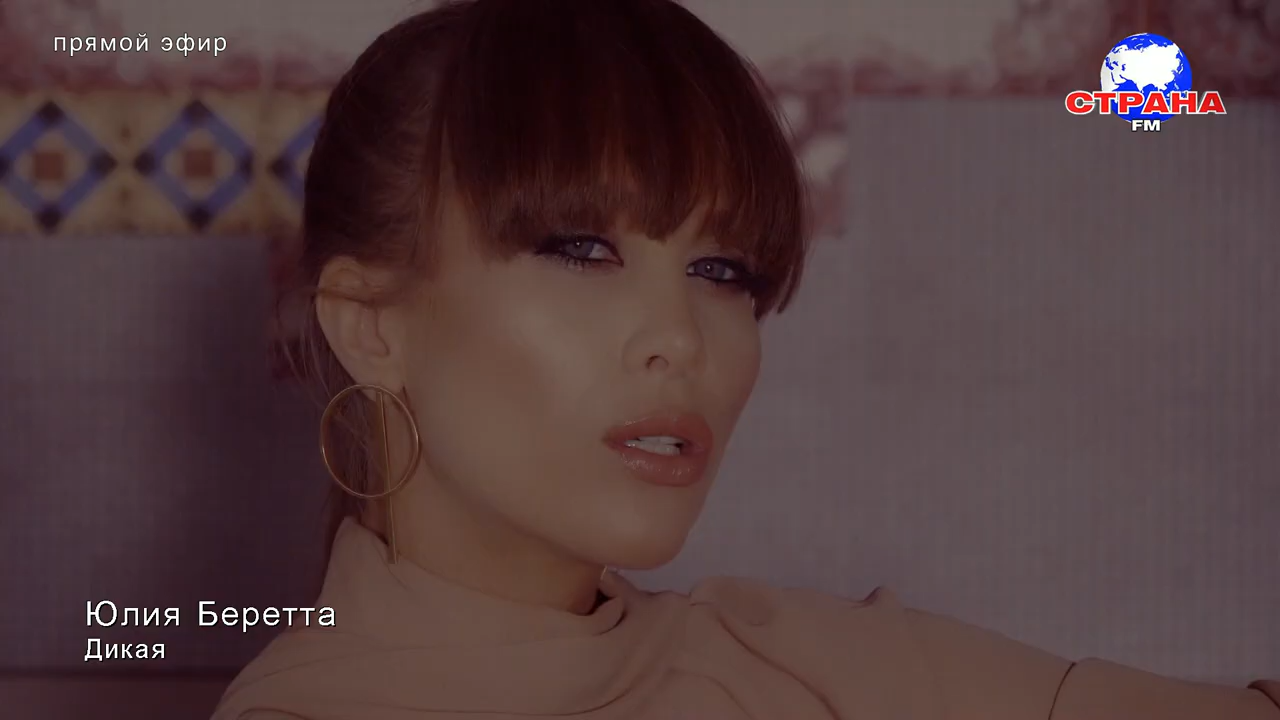 прямой эфир
СТРАНА
FM
Юлия Беретта
Дикая